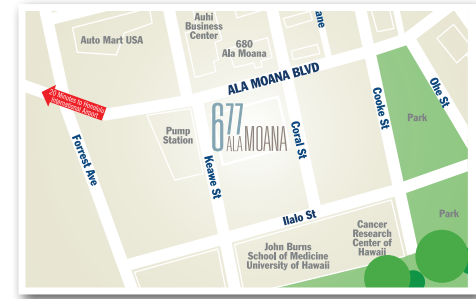 Auhi
Business
Center
Auto Mart USA
680
Ala Moana
ane
ALA MOANA BLVD
20 Minutes to Honolulu
International Airport
Ohe St
Cooke St
Park
677
ALA MOANA
Pump
Station
Coral St
Forrest Ave
Keawe St
Ilalo St
Park
Cancer
Research
Center of
Hawaii
John Burns
School of Medicine
University of Hawaii